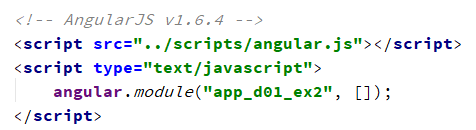 <!-- AngularJS v1.6.4 -->
<script src="../scripts/angular.js"></script>
<script type="text/javascript">
    angular.module("app_d01_ex2", []);
</script>